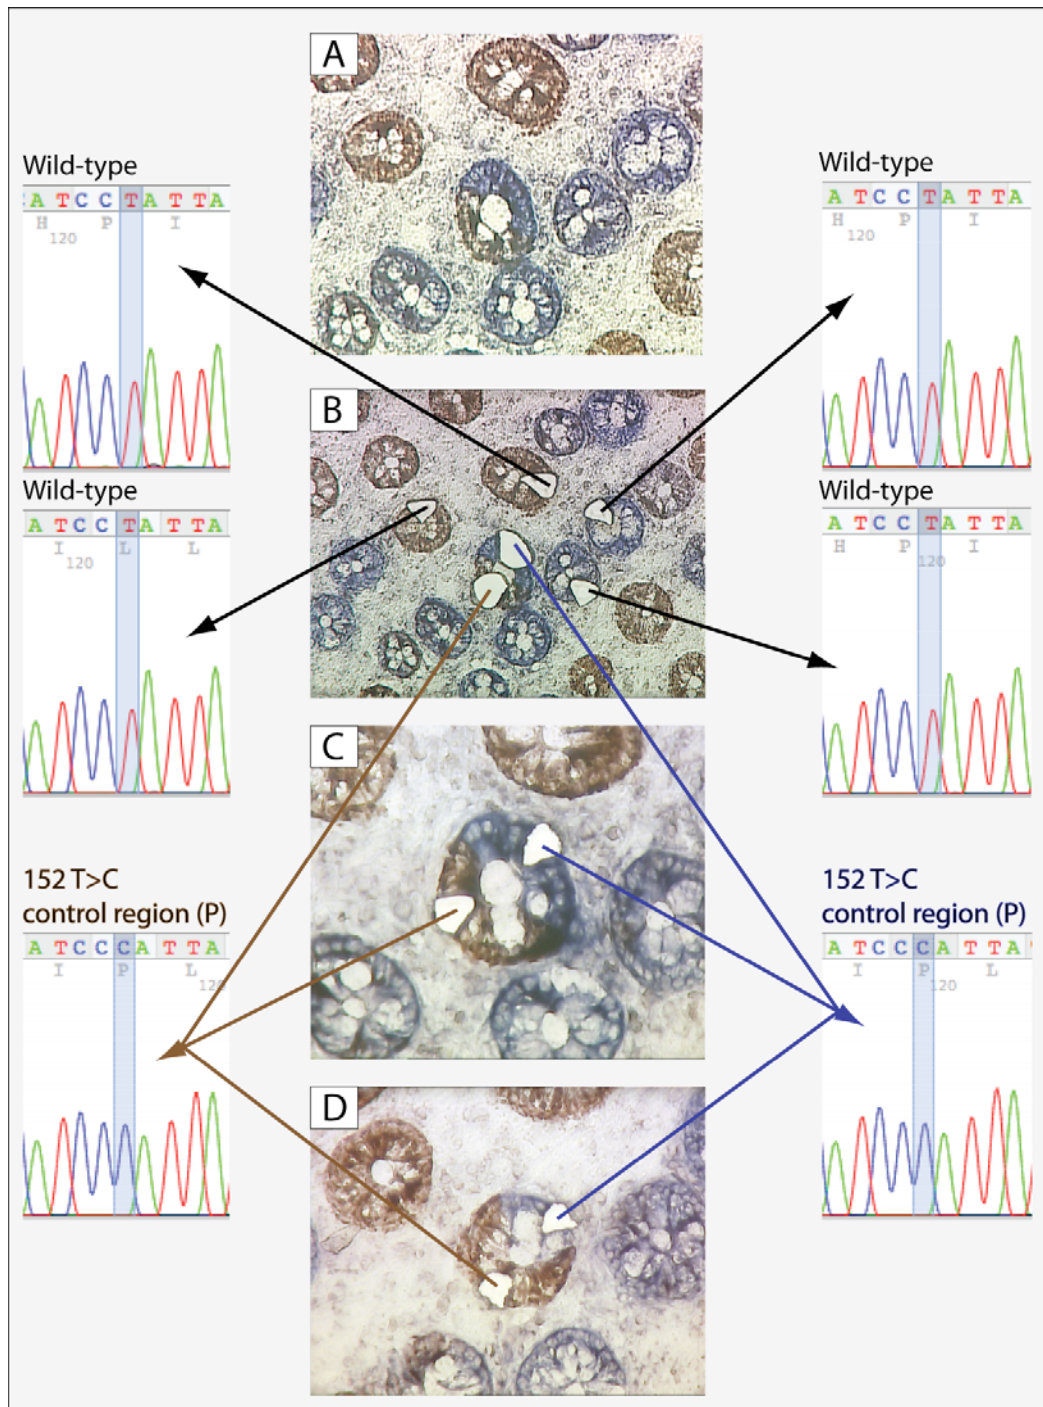 A
Wild-type
A T C C T A T T A
H P I
120
Wild-type
A T C C T A T T A
H P I
120
B
Wild-type
A T C C T A T T A
I L L
120
Wild-type
A T C C T A T T A
H P I
120
C
152 T>C
control region (P)
A T C C C A T T A
I P L
120
152 T>C
control region (P)
A T C C C A T T A
I P L
120
D